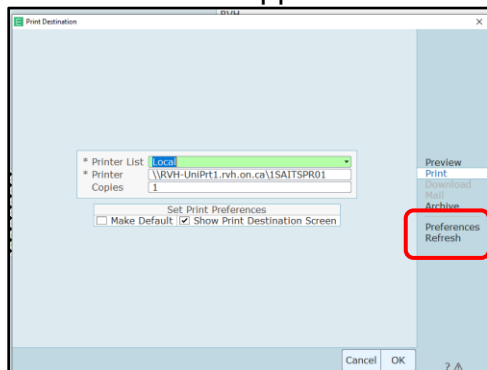 Print Destination
* Printer List Local
* Printer \\RVH-UniPrt1.rvh.on.ca\1SAITSPR01
Copies 1
Set Print Preferences
Make Default Show Print Destination Screen
Preview
Print
Download
Mail
Archive
Preferences
Refresh
Cancel OK
?